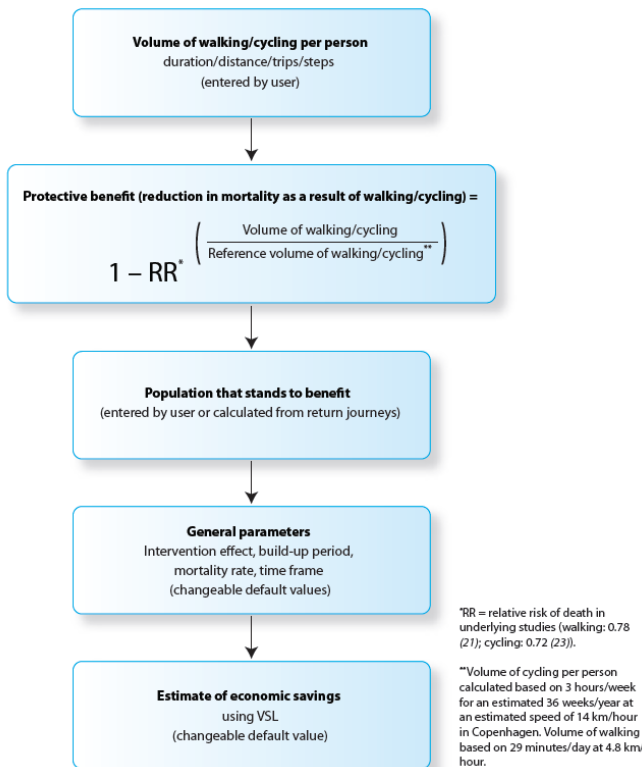 Volume of walking/cycling per person
duration/distance/trips/steps
(entered by user)
Protective benefit (reduction in mortality as a result of walking/cycling) =
1 – RR* ( Volume of walking/cycling
Reference volume of walking/cycling** )
Population that stands to benefit
(entered by user or calculated from return journeys)
General parameters
Intervention effect, build-up period,
mortality rate, time frame
(changeable default values)
Estimate of economic savings
using VSL
(changeable default value)
*RR = relative risk of death in
underlying studies (walking: 0.78
(21); cycling: 0.72 (23)).
**Volume of cycling per person
calculated based on 3 hours/week
for an estimated 36 weeks/year at
an estimated speed of 14 km/hour
in Copenhagen. Volume of walking
based on 29 minutes/day at 4.8 km/
hour.